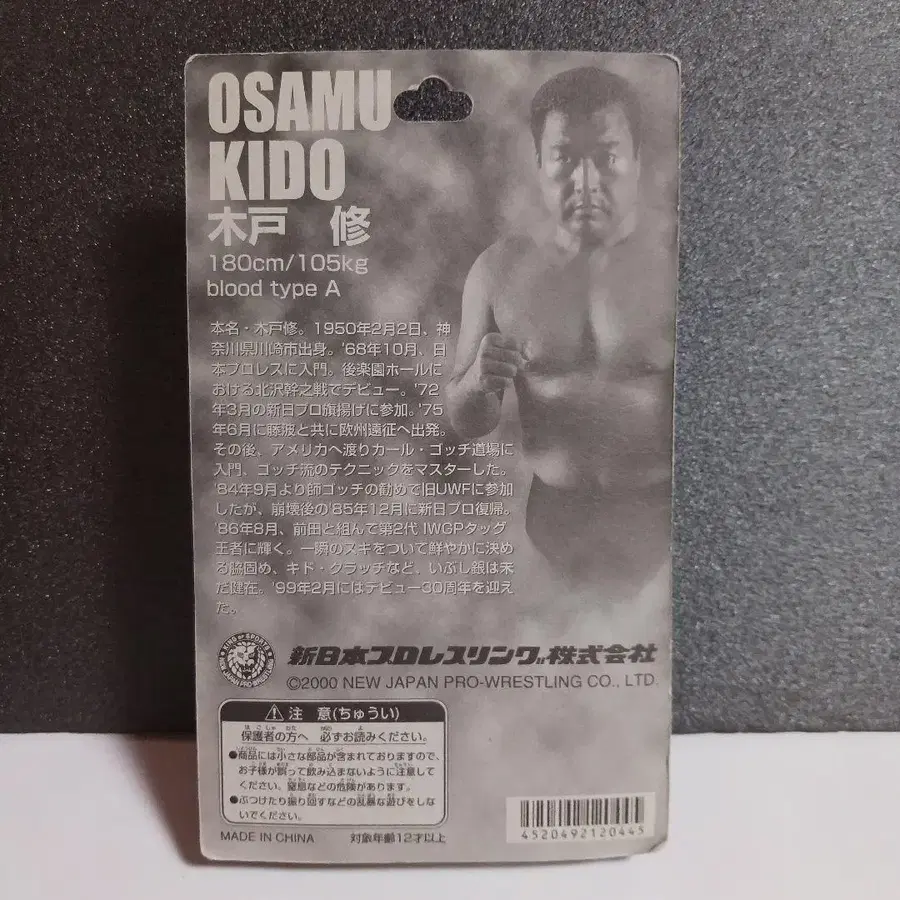 OSAMU
KIDO
木戸 修
180cm/105kg
blood type A
本名・木戸修。1950年2月2日、神
奈川県川崎市出身。'68年10月、日
本プロレスに入門。後楽園ホールに
おける北沢幹之戦でデビュー。'72
年3月の新日プロ旗揚げに参加。'75
年6月に藤波と共に欧州遠征へ出発。
その後、アメリカへ渡りカール・ゴッチ道場に
入門、ゴッチ流のテクニックをマスターした。
'84年9月より師ゴッチの勧めで旧UWFに参加
したが、崩壊後の'85年12月に新日プロ復帰。
'86年8月、前田と組んで第2代 IWGPタッグ
王者に輝く。一瞬のスキをついて鮮やかに決め
る脇固め、キド・クラッチなど、いぶし銀は未
だ健在。'99年2月にはデビュー30周年を迎え
た。
KING OF SPORTS
NEW JAPAN PRO-WRESTLING
新日本プロレスリング株式会社
©2000 NEW JAPAN PRO-WRESTLING CO., LTD.
注 意(ちゅうい)
保護者の方へ 必ずお読みください。
●商品には小さな部品が含まれておりますので、
お子様が誤って飲み込まないように注意して
ください。窒息などの危険があります。
●ぶつけたり振り回すなどの乱暴な遊びをしな
いでください。
MADE IN CHINA 対象年齢12才以上
4520492120445